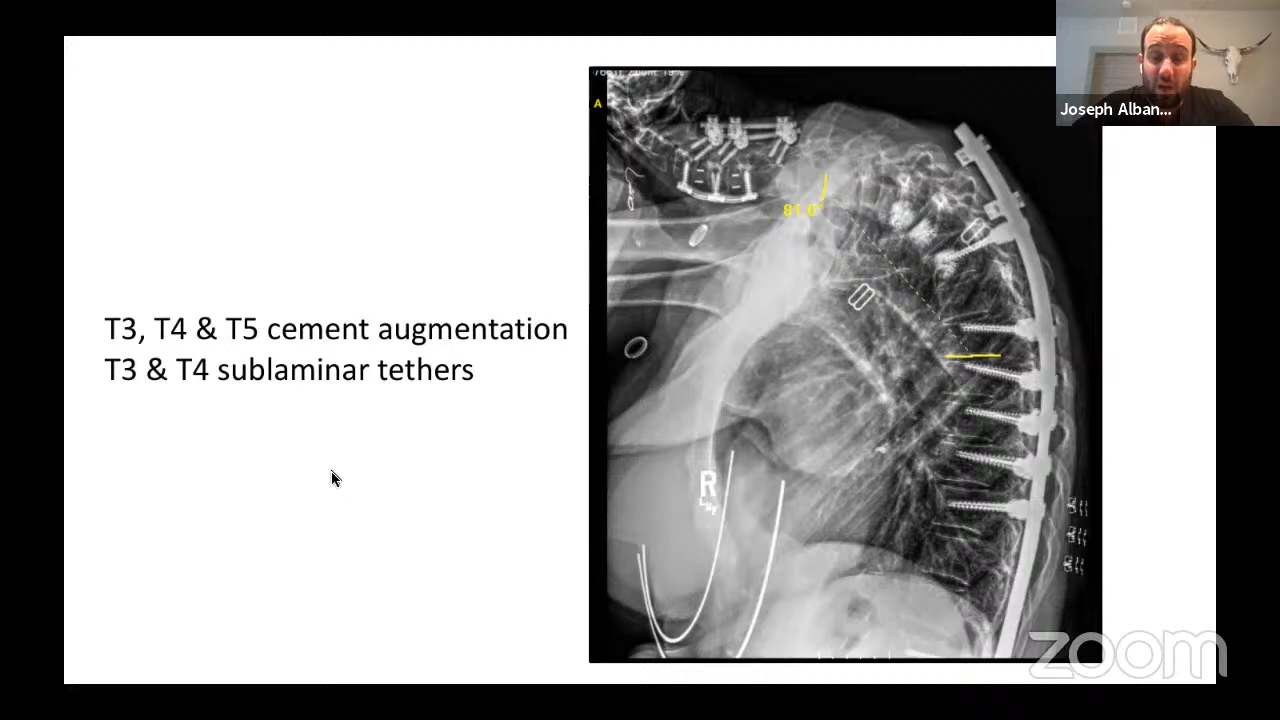 Joseph Alban...
A
81.0°
T3, T4 & T5 cement augmentation
T3 & T4 sublaminar tethers
R
zoom